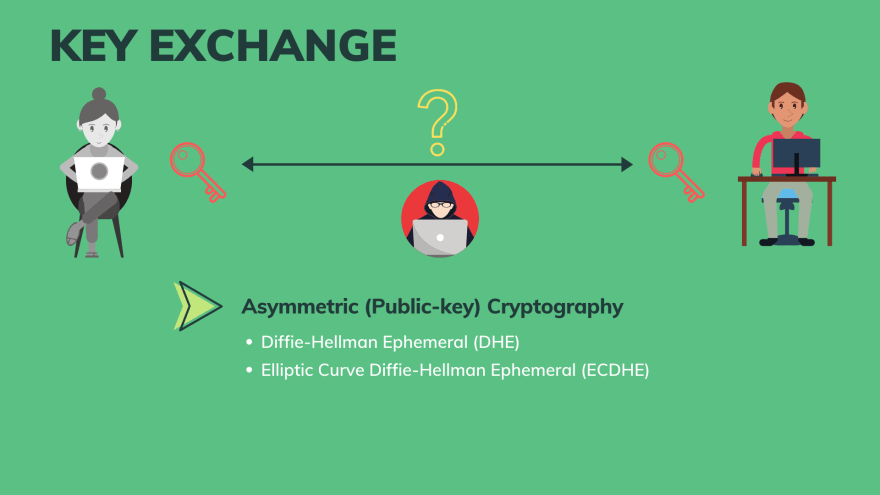 KEY EXCHANGE
?
Asymmetric (Public-key) Cryptography
• Diffie-Hellman Ephemeral (DHE)
• Elliptic Curve Diffie-Hellman Ephemeral (ECDHE)